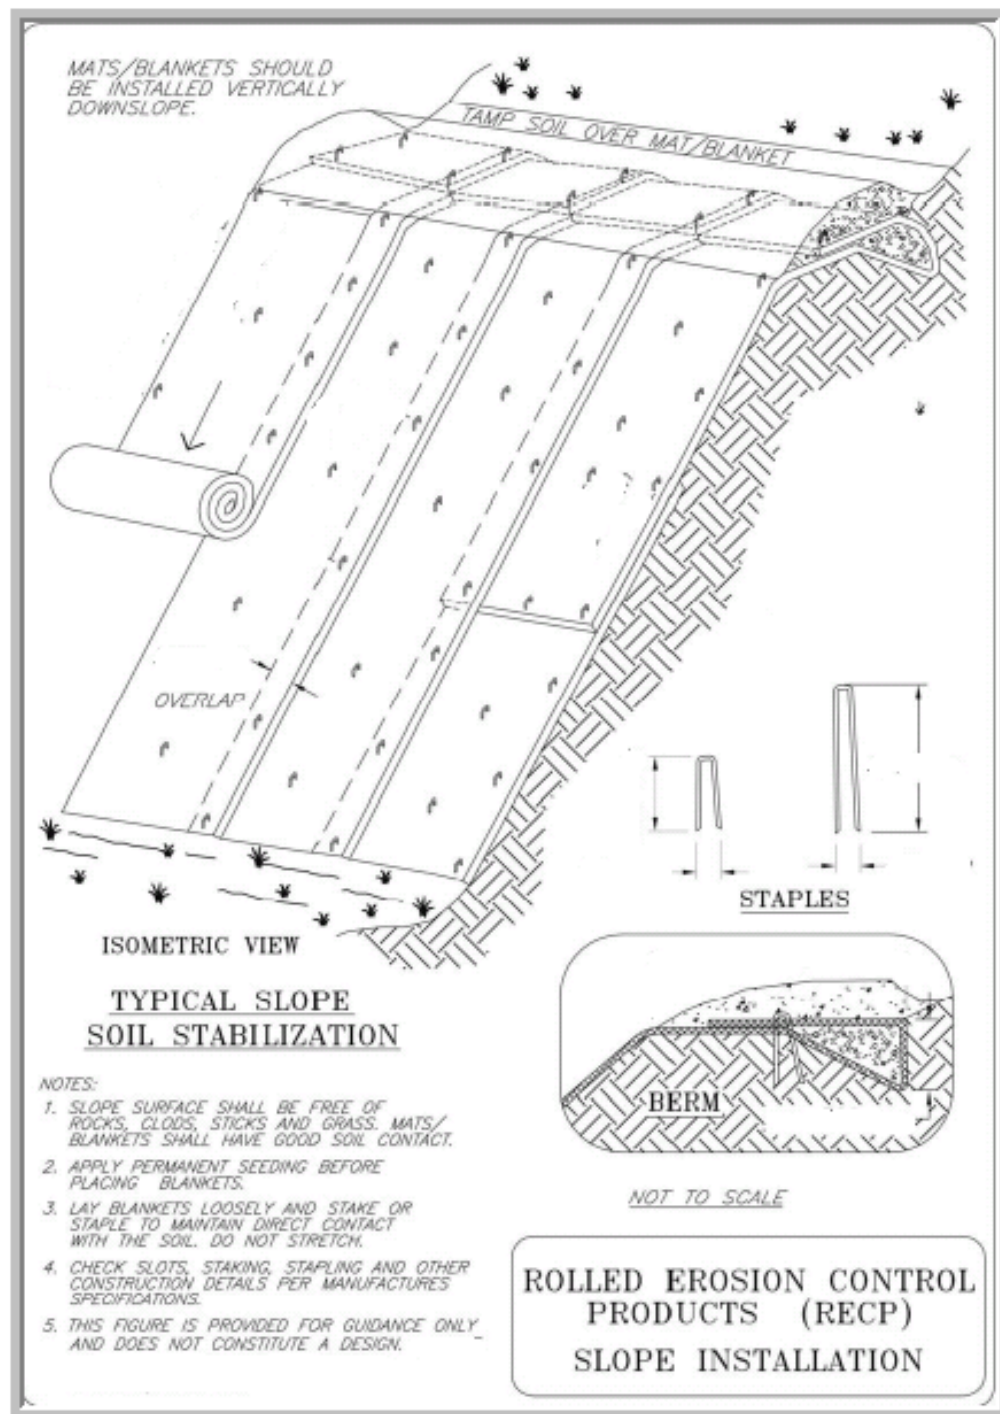 MATS/BLANKETS SHOULD
BE INSTALLED VERTICALLY
DOWNSLOPE.
TAMP SOIL OVER MAT/BLANKET
OVERLAP
STAPLES
ISOMETRIC VIEW
TYPICAL SLOPE
SOIL STABILIZATION
BERM
NOT TO SCALE
NOTES:
1. SLOPE SURFACE SHALL BE FREE OF
ROCKS, CLODS, STICKS AND GRASS. MATS/
BLANKETS SHALL HAVE GOOD SOIL CONTACT.
2. APPLY PERMANENT SEEDING BEFORE
PLACING BLANKETS.
3. LAY BLANKETS LOOSELY AND STAKE OR
STAPLE TO MAINTAIN DIRECT CONTACT
WITH THE SOIL. DO NOT STRETCH.
4. CHECK SLOTS, STAKING, STAPLING AND OTHER
CONSTRUCTION DETAILS PER MANUFACTURES
SPECIFICATIONS.
5. THIS FIGURE IS PROVIDED FOR GUIDANCE ONLY
AND DOES NOT CONSTITUTE A DESIGN.
ROLLED EROSION CONTROL
PRODUCTS (RECP)
SLOPE INSTALLATION